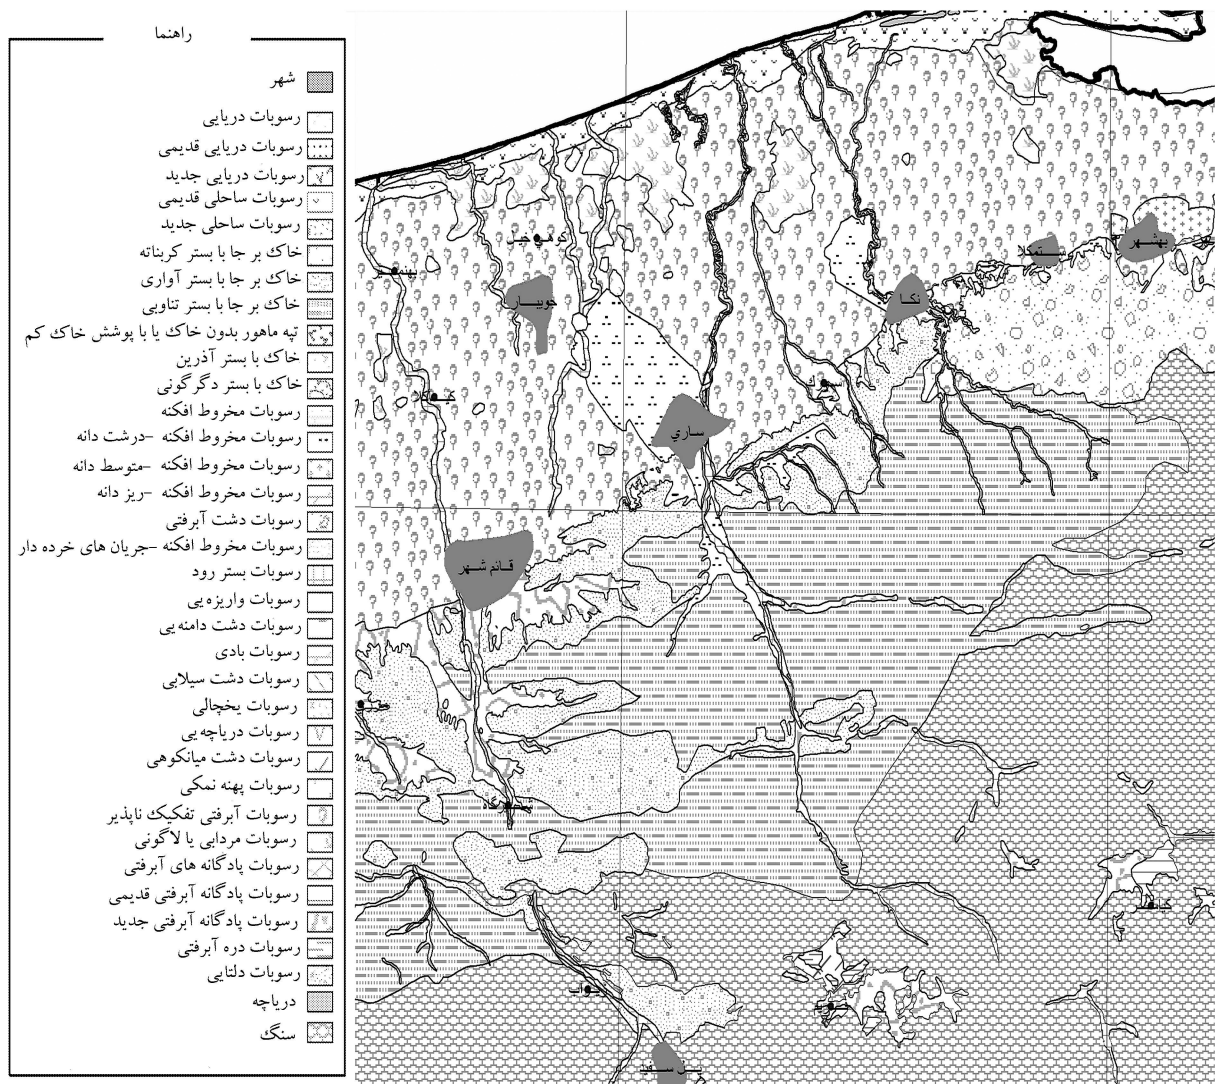 راهنما
شهر
رسوبات دریایی
رسوبات دریایی قدیمی
رسوبات دریایی جدید
رسوبات ساحلی قدیمی
رسوبات ساحلی جدید
خاک بر جا با بستر کربناته
خاک بر جا با بستر آواری
خاک بر جا با بستر تناوبی
تپه ماهور بدون خاک یا با پوشش خاک کم
خاک با بستر آذرین
خاک با بستر دگرگونی
رسوبات مخروط افکنه
رسوبات مخروط افکنه -درشت دانه
رسوبات مخروط افکنه -متوسط دانه
رسوبات مخروط افکنه -ریز دانه
رسوبات دشت آبرفتی
رسوبات مخروط افکنه -جریان های خرده دار
رسوبات بستر رود
رسوبات واریزه یی
رسوبات دشت دامنه یی
رسوبات بادی
رسوبات دشت سیلابی
رسوبات یخچالی
رسوبات دریاچه یی
رسوبات دشت میانکوهی
رسوبات پهنه نمکی
رسوبات آبرفتی تفکیک ناپذیر
رسوبات مردابی یا لاگونی
رسوبات پادگانه های آبرفتی
رسوبات پادگانه آبرفتی قدیمی
رسوبات پادگانه آبرفتی جدید
رسوبات دره آبرفتی
رسوبات دلتایی
دریاچه
سنگ
بهشهر
رستمکلا
کوهی خیل
نکا
جویبار
ساري
قائم شهر
پل سفید